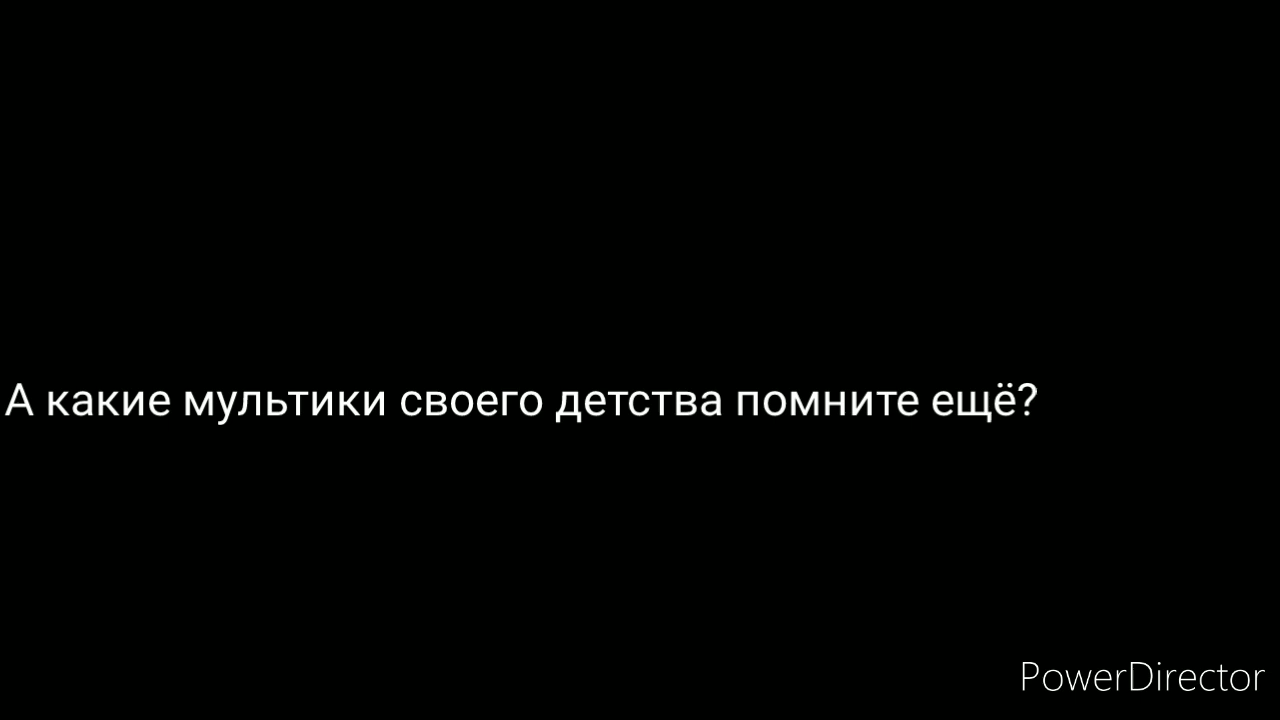 А какие мультики своего детства помните ещё?
PowerDirector